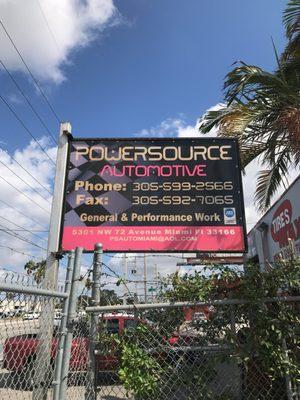 POWERSOURCE
AUTOMOTIVE
Phone: 305-599-2566
Fax: 305-592-7065
General & Performance Work
5301 NW 72 Avenue Miami Fl 33166
PSAUTOMIAMI@AOL.COM
TIRES